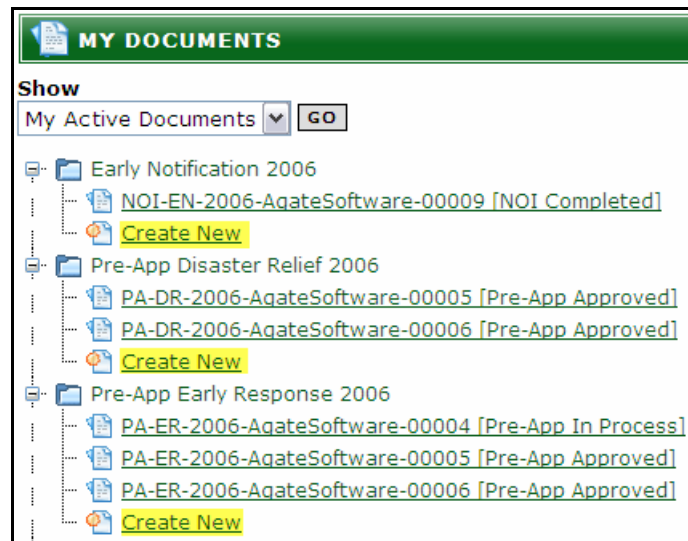 MY DOCUMENTS
Show
My Active Documents GO
Early Notification 2006
NOI-EN-2006-AgateSoftware-00009 [NOI Completed]
Create New
Pre-App Disaster Relief 2006
PA-DR-2006-AgateSoftware-00005 [Pre-App Approved]
PA-DR-2006-AgateSoftware-00006 [Pre-App Approved]
Create New
Pre-App Early Response 2006
PA-ER-2006-AgateSoftware-00004 [Pre-App In Process]
PA-ER-2006-AgateSoftware-00005 [Pre-App Approved]
PA-ER-2006-AgateSoftware-00006 [Pre-App Approved]
Create New